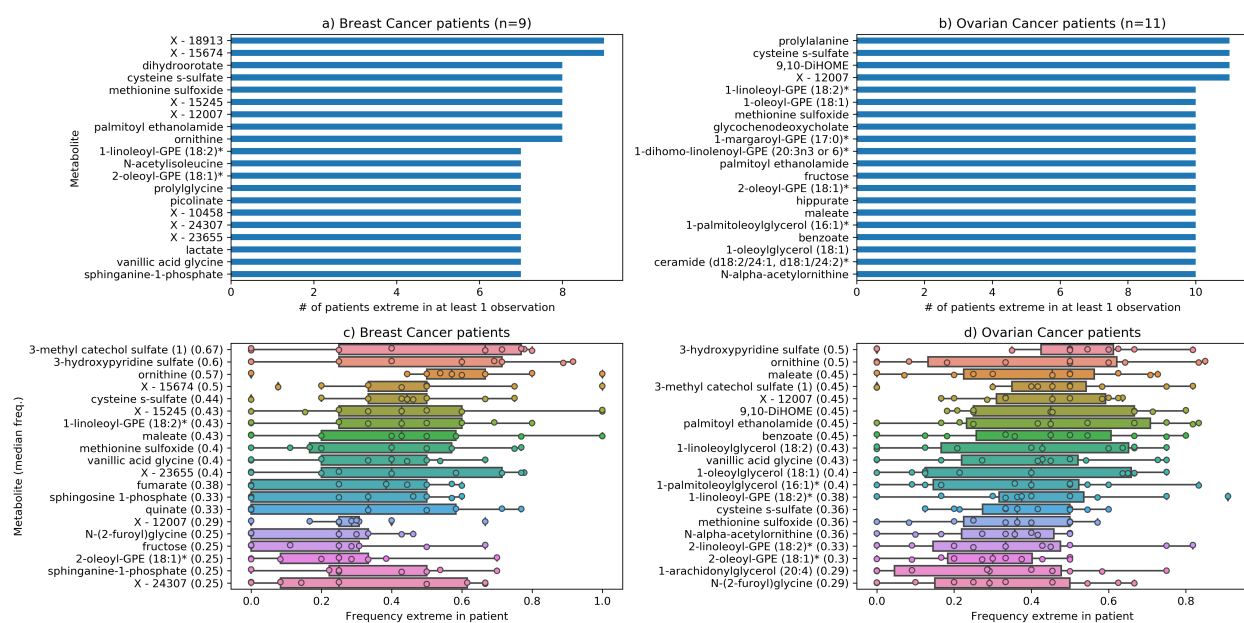 a) Breast Cancer patients (n=9)
Metabolite
X - 18913
X - 15674
dihydroorotate
cysteine s-sulfate
methionine sulfoxide
X - 15245
X - 12007
palmitoyl ethanolamide
ornithine
1-linoleoyl-GPE (18:2)*
N-acetylisoleucine
2-oleoyl-GPE (18:1)*
prolylglycine
picolinate
X - 10458
X - 24307
X - 23655
lactate
vanillic acid glycine
sphinganine-1-phosphate
0 2 4 6 8
# of patients extreme in at least 1 observation
b) Ovarian Cancer patients (n=11)
prolylalanine
cysteine s-sulfate
9,10-DiHOME
X - 12007
1-linoleoyl-GPE (18:2)*
1-oleoyl-GPE (18:1)
methionine sulfoxide
glycochenodeoxycholate
1-margaroyl-GPE (17:0)*
1-dihomo-linolenoyl-GPE (20:3n3 or 6)*
palmitoyl ethanolamide
fructose
2-oleoyl-GPE (18:1)*
hippurate
maleate
1-palmitoleoylglycerol (16:1)*
benzoate
1-oleoylglycerol (18:1)
ceramide (d18:2/24:1, d18:1/24:2)*
N-alpha-acetylornithine
0 2 4 6 8 10
# of patients extreme in at least 1 observation
c) Breast Cancer patients
Metabolite (median freq.)
3-methyl catechol sulfate (1) (0.67)
3-hydroxypyridine sulfate (0.6)
ornithine (0.57)
X - 15674 (0.5)
cysteine s-sulfate (0.44)
X - 15245 (0.43)
1-linoleoyl-GPE (18:2)* (0.43)
maleate (0.43)
methionine sulfoxide (0.4)
vanillic acid glycine (0.4)
X - 23655 (0.4)
fumarate (0.38)
sphingosine 1-phosphate (0.33)
quinate (0.33)
X - 12007 (0.29)
N-(2-furoyl)glycine (0.25)
fructose (0.25)
2-oleoyl-GPE (18:1)* (0.25)
sphinganine-1-phosphate (0.25)
X - 24307 (0.25)
0.0 0.2 0.4 0.6 0.8 1.0
Frequency extreme in patient
d) Ovarian Cancer patients
3-hydroxypyridine sulfate (0.5)
ornithine (0.5)
maleate (0.45)
3-methyl catechol sulfate (1) (0.45)
X - 12007 (0.45)
9,10-DiHOME (0.45)
palmitoyl ethanolamide (0.45)
benzoate (0.45)
1-linoleoylglycerol (18:2) (0.43)
vanillic acid glycine (0.43)
1-oleoylglycerol (18:1) (0.4)
1-palmitoleoylglycerol (16:1)* (0.4)
1-linoleoyl-GPE (18:2)* (0.38)
cysteine s-sulfate (0.36)
methionine sulfoxide (0.36)
N-alpha-acetylornithine (0.36)
2-linoleoyl-GPE (18:2)* (0.33)
2-oleoyl-GPE (18:1)* (0.3)
1-arachidonylglycerol (20:4) (0.29)
N-(2-furoyl)glycine (0.29)
0.0 0.2 0.4 0.6 0.8
Frequency extreme in patient